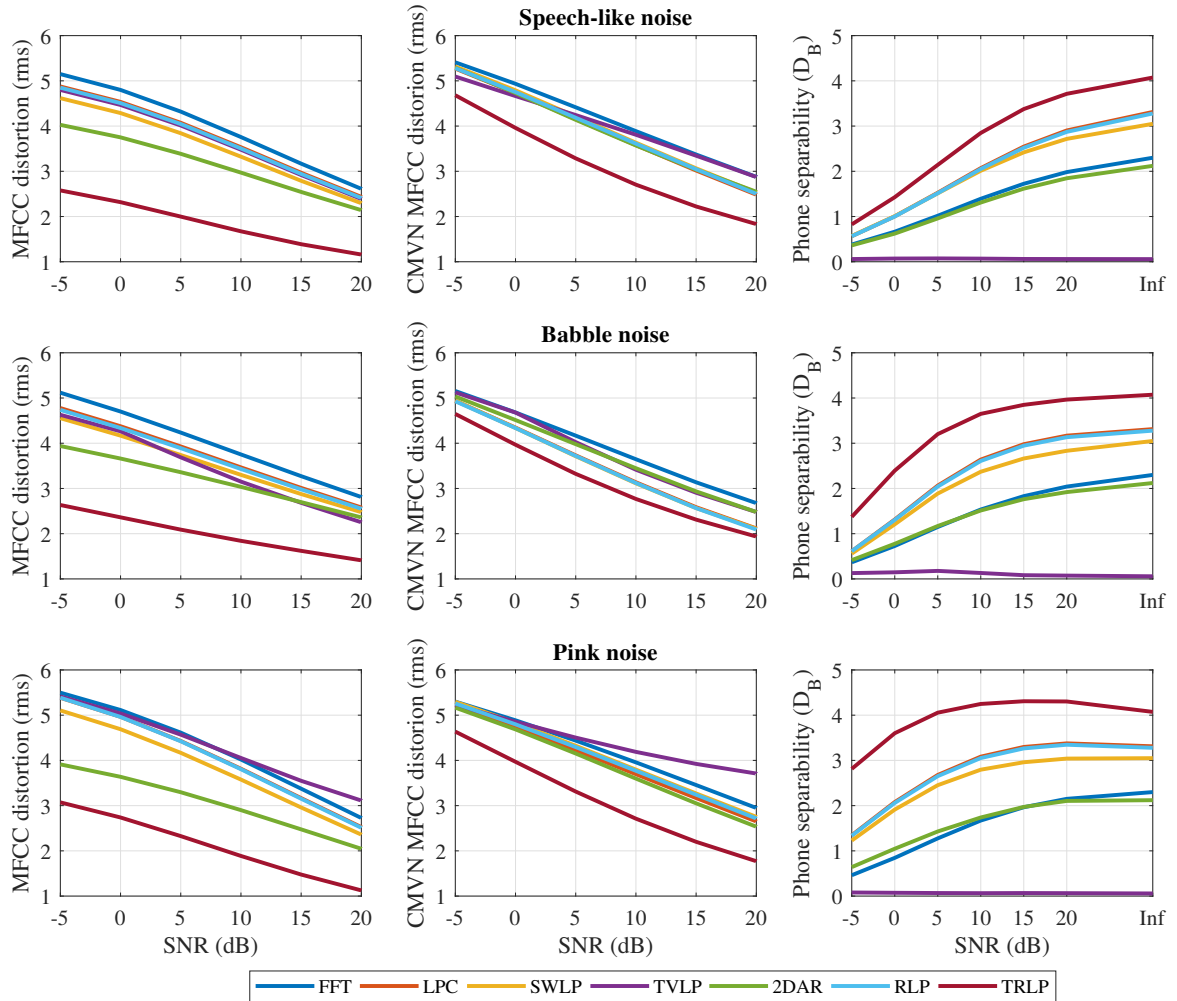 Speech-like noise
MFCC distortion (rms)
6
5
4
3
2
1
-5 0 5 10 15 20
CMVN MFCC distortion (rms)
6
5
4
3
2
1
-5 0 5 10 15 20
Phone separability (D_B)
5
4
3
2
1
0
-5 0 5 10 15 20 Inf
Babble noise
MFCC distortion (rms)
6
5
4
3
2
1
-5 0 5 10 15 20
CMVN MFCC distortion (rms)
6
5
4
3
2
1
-5 0 5 10 15 20
Phone separability (D_B)
5
4
3
2
1
0
-5 0 5 10 15 20 Inf
Pink noise
MFCC distortion (rms)
6
5
4
3
2
1
-5 0 5 10 15 20
SNR (dB)
CMVN MFCC distortion (rms)
6
5
4
3
2
1
-5 0 5 10 15 20
SNR (dB)
Phone separability (D_B)
5
4
3
2
1
0
-5 0 5 10 15 20 Inf
SNR (dB)
FFT LPC SWLP TVLP 2DAR RLP TRLP